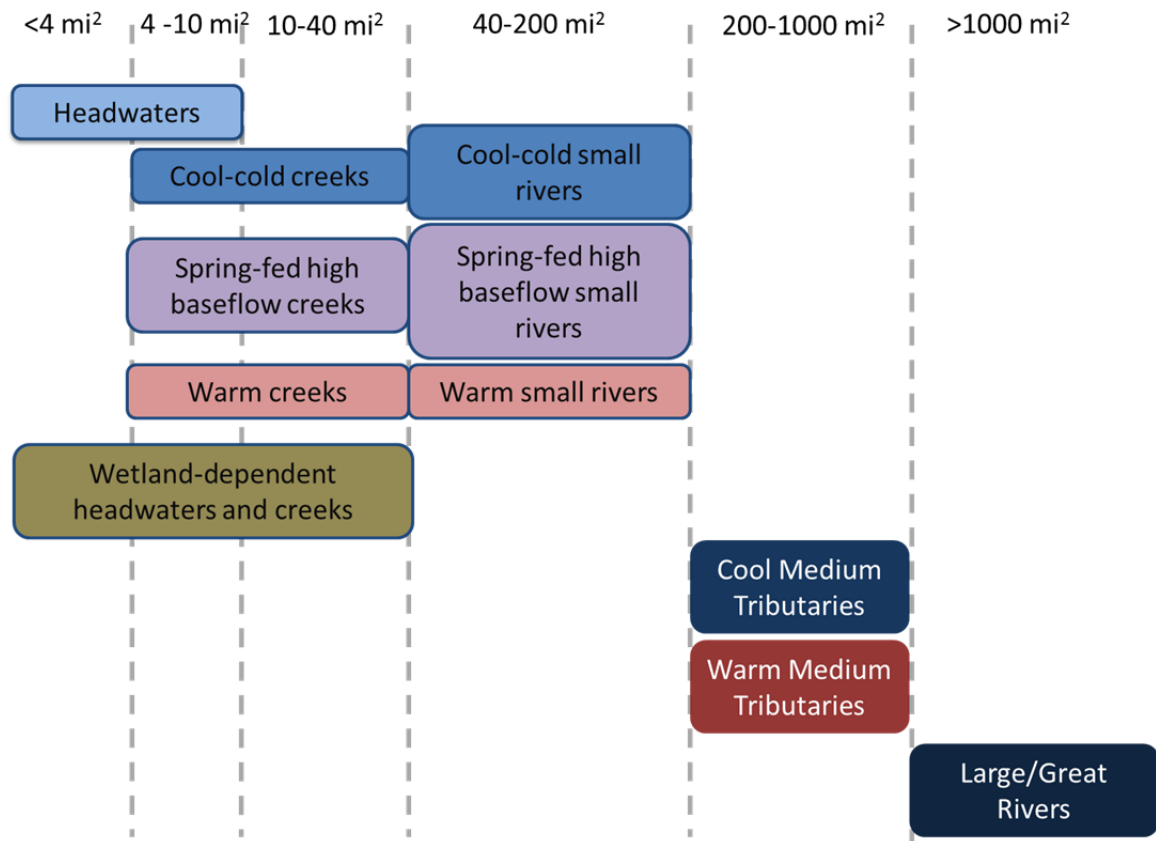 <4 mi²
4 -10 mi²
10-40 mi²
40-200 mi²
200-1000 mi²
>1000 mi²
Headwaters
Cool-cold creeks
Cool-cold small
rivers
Spring-fed high
baseflow creeks
Spring-fed high
baseflow small
rivers
Warm creeks
Warm small rivers
Wetland-dependent
headwaters and creeks
Cool Medium
Tributaries
Warm Medium
Tributaries
Large/Great
Rivers